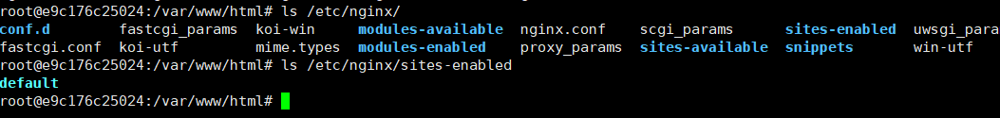 root@e9c176c25024:/var/www/html# ls /etc/nginx/
conf.d fastcgi_params koi-win modules-available nginx.conf scgi_params sites-enabled uwsgi_para
fastcgi.conf koi-utf mime.types modules-enabled proxy_params sites-available snippets win-utf
root@e9c176c25024:/var/www/html# ls /etc/nginx/sites-enabled
default
root@e9c176c25024:/var/www/html#